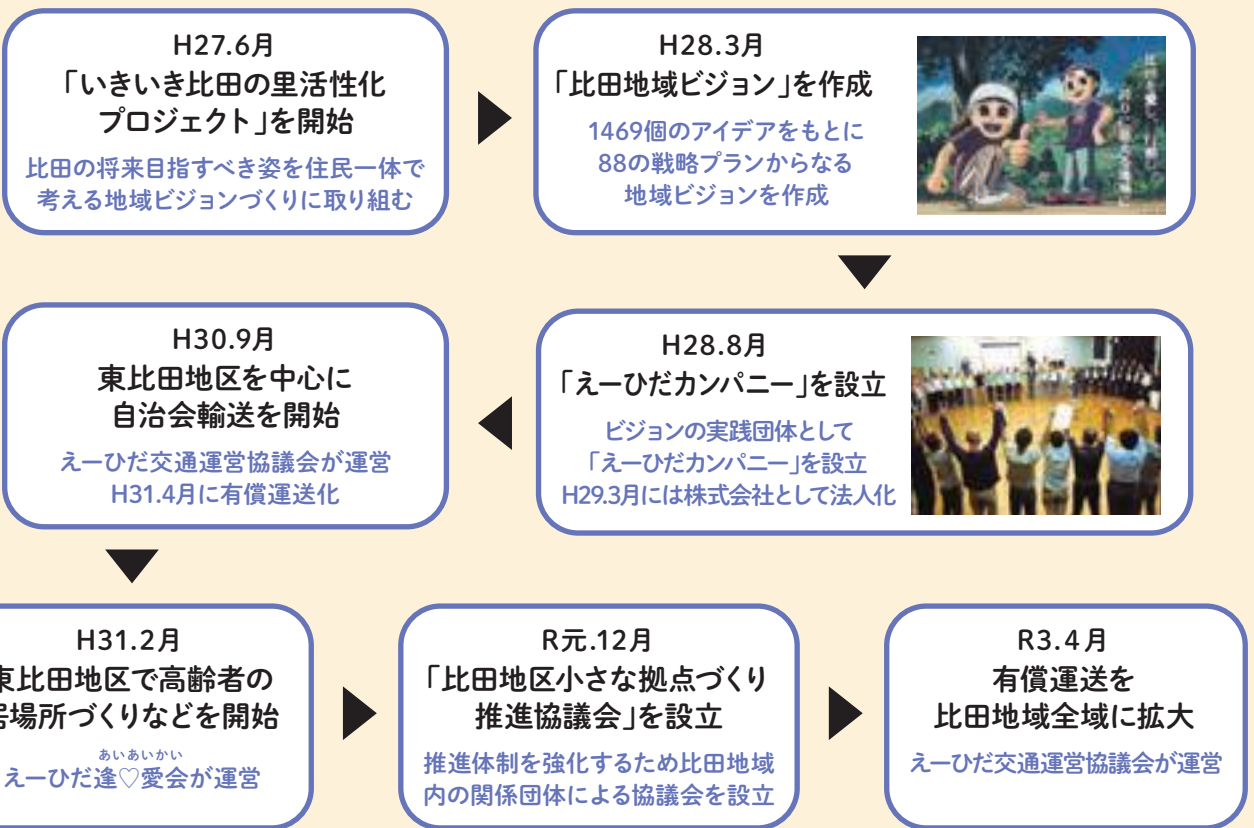 H27.6月
「いきいき比田の里活性化
プロジェクト」を開始
比田の将来目指すべき姿を住民一体で
考える地域ビジョンづくりに取り組む
H28.3月
「比田地域ビジョン」を作成
1469個のアイデアをもとに
88の戦略プランからなる
地域ビジョンを作成
H28.8月
「えーひだカンパニー」を設立
ビジョンの実践団体として
「えーひだカンパニー」を設立
H29.3月には株式会社として法人化
H30.9月
東比田地区を中心に
自治会輸送を開始
えーひだ交通運営協議会が運営
H31.4月に有償運送化
H31.2月
東比田地区で高齢者の
居場所づくりなどを開始
あいあいかい
えーひだ逢♡愛会が運営
R元.12月
「比田地区小さな拠点づくり
推進協議会」を設立
推進体制を強化するため比田地域
内の関係団体による協議会を設立
R3.4月
有償運送を
比田地域全域に拡大
えーひだ交通運営協議会が運営